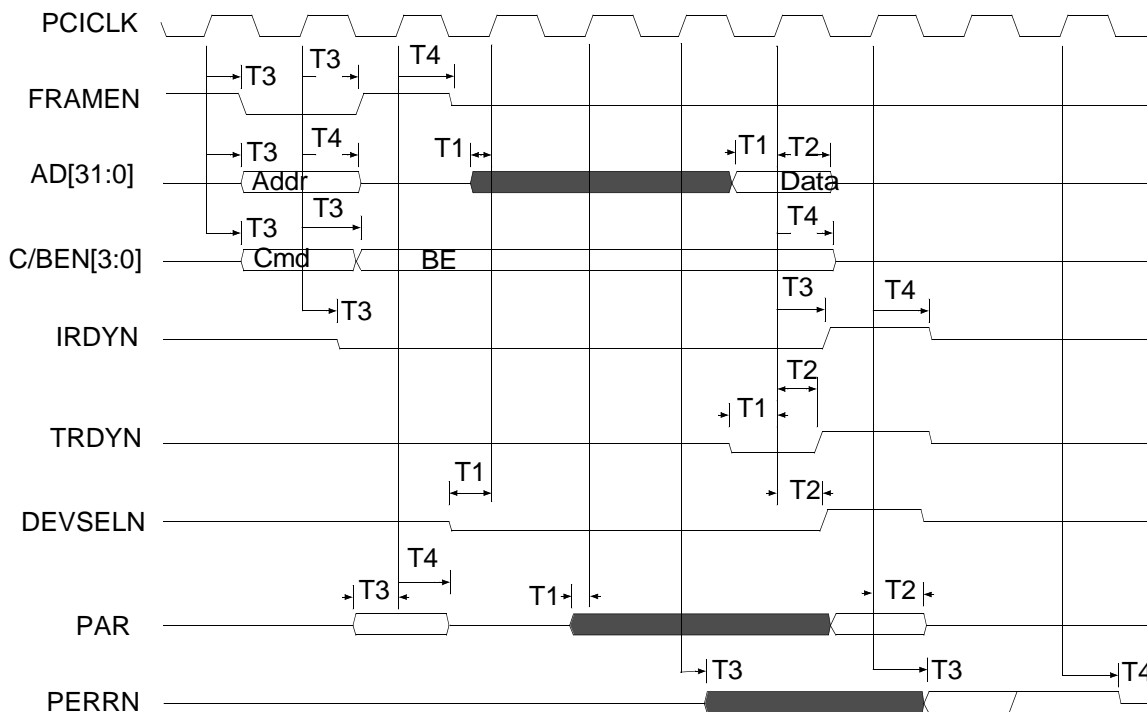 PCICLK
T3 T3 T4
FRAMEN
T3 T4 T1 T1 T2
AD[31:0] Addr Data
T3 T3 T4
C/BEN[3:0] Cmd BE
T3 T3 T4
IRDYN
T2
T1
TRDYN
T1 T2
DEVSELN
T4
T3 T1 T2
PAR
T3 T3 T4
PERRN